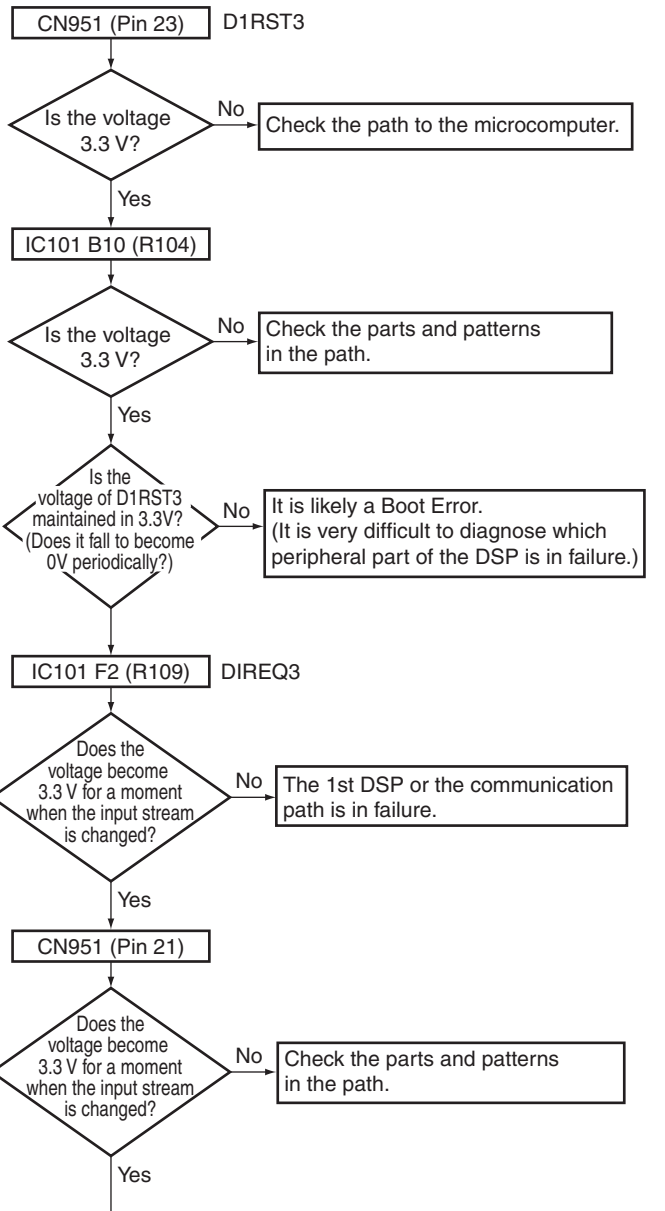 CN951 (Pin 23)
D1RST3
Is the voltage
3.3 V?
No
Check the path to the microcomputer.
Yes
IC101 B10 (R104)
Is the voltage
3.3 V?
No
Check the parts and patterns
in the path.
Yes
Is the
voltage of D1RST3
maintained in 3.3V?
(Does it fall to become
0V periodically?)
No
It is likely a Boot Error.
(It is very difficult to diagnose which
peripheral part of the DSP is in failure.)
IC101 F2 (R109)
DIREQ3
Does the
voltage become
3.3 V for a moment
when the input stream
is changed?
No
The 1st DSP or the communication
path is in failure.
Yes
CN951 (Pin 21)
Does the
voltage become
3.3 V for a moment
when the input stream
is changed?
No
Check the parts and patterns
in the path.
Yes